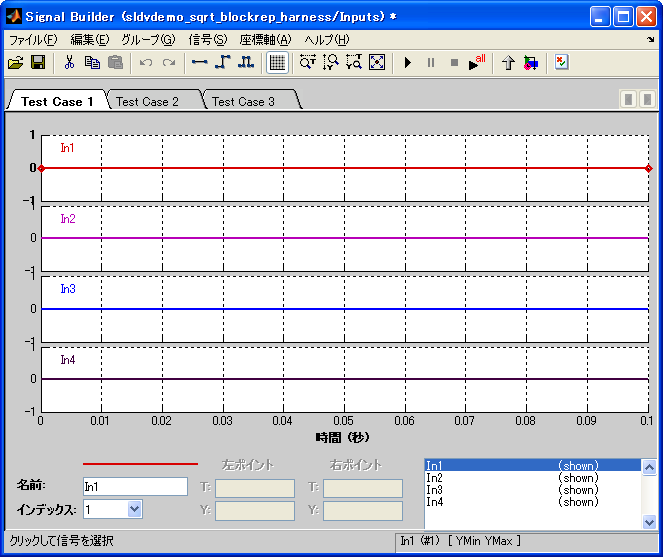 Signal Builder (sldvdemo_sqrt_blockrep_harness/Inputs) *
ファイル(F) 編集(E) グループ(G) 信号(S) 座標軸(A) ヘルプ(H)
all
Test Case 1 Test Case 2 Test Case 3
1
In1
0
-1
In2
0
-1
In3
0
-1
In4
0
-1
0 0.01 0.02 0.03 0.04 0.05 0.06 0.07 0.08 0.09 0.1
時間 (秒)
左ポイント 右ポイント
名前: In1 T: T:
インデックス: 1 Y: Y:
In1 (shown)
In2 (shown)
In3 (shown)
In4 (shown)
クリックして信号を選択 In1 (#1) [ YMin YMax ]